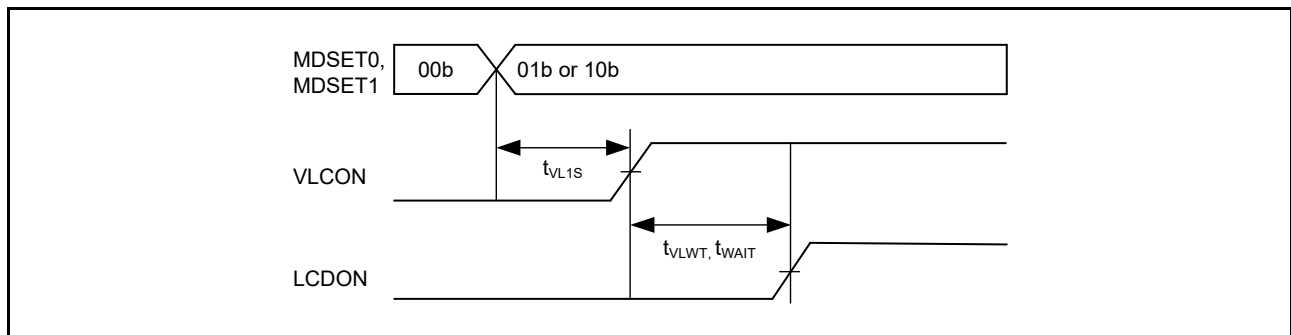 MDSET0,
MDSET1
00b
01b or 10b
tVL1S
VLCON
tVLWT, tWAIT
LCDON